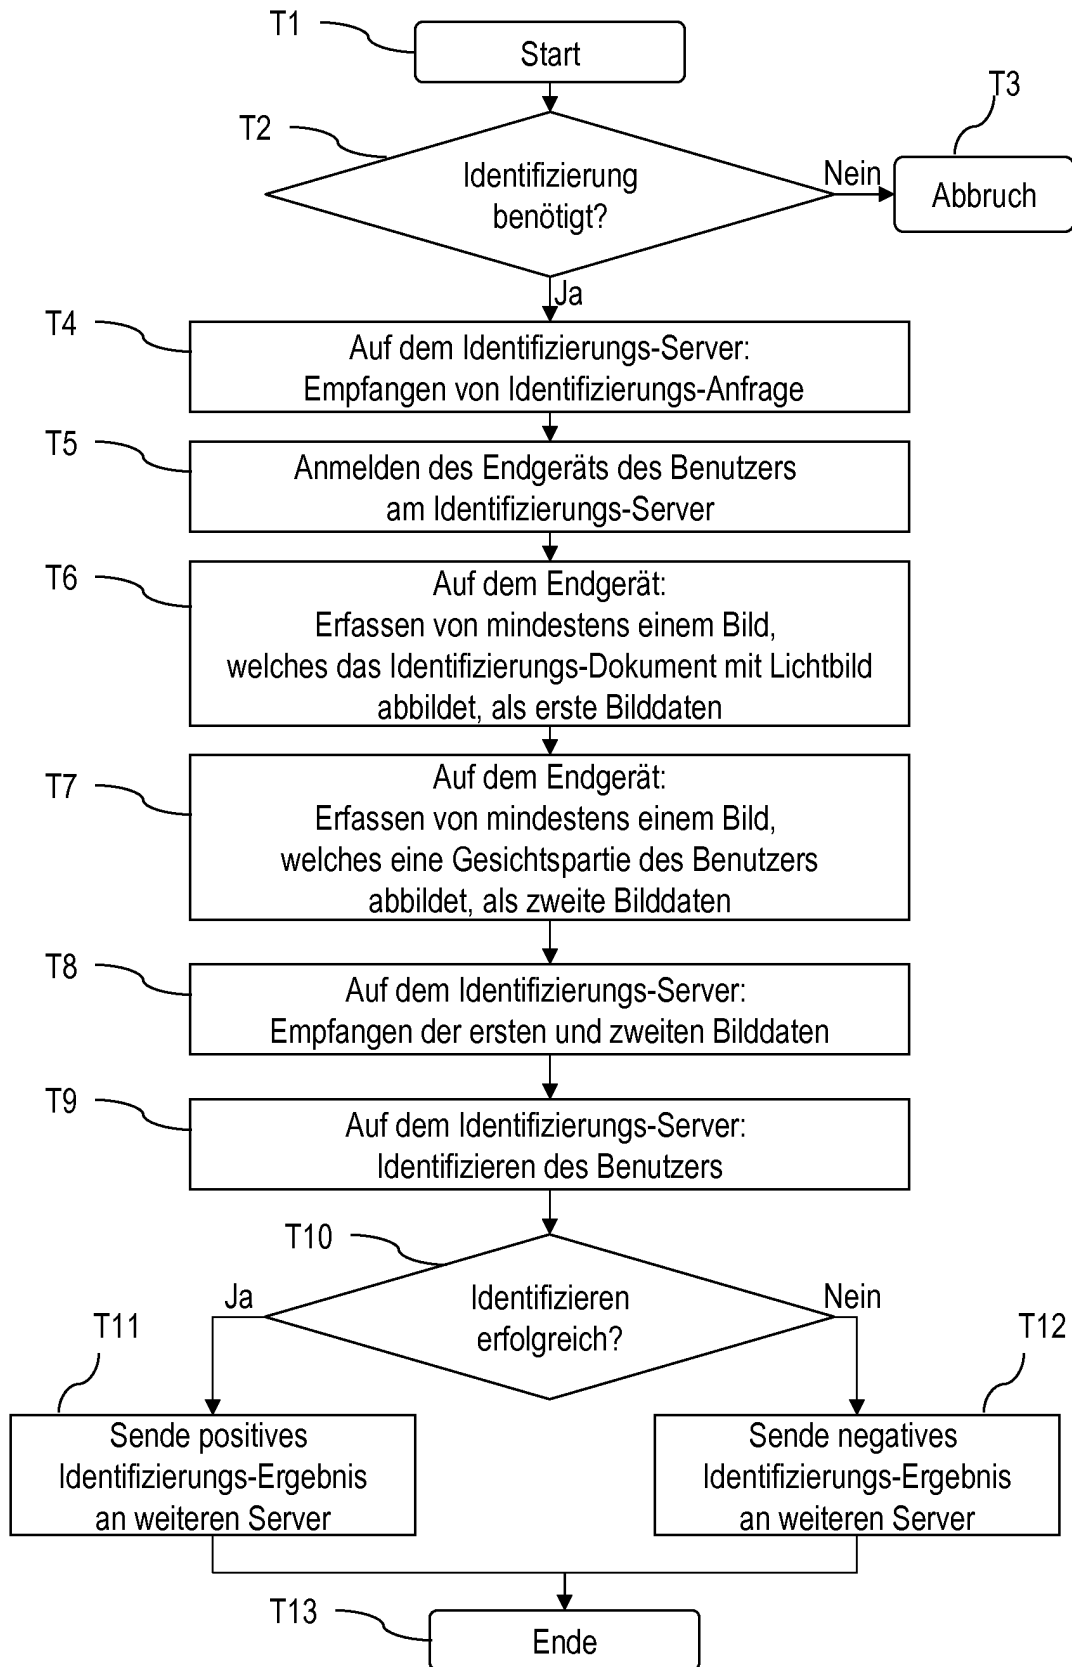 T1
Start
T2
Identifizierung
benötigt?
Nein
T3
Abbruch
Ja
T4
Auf dem Identifizierungs-Server:
Empfangen von Identifizierungs-Anfrage
T5
Anmelden des Endgeräts des Benutzers
am Identifizierungs-Server
T6
Auf dem Endgerät:
Erfassen von mindestens einem Bild,
welches das Identifizierungs-Dokument mit Lichtbild
abbildet, als erste Bilddaten
T7
Auf dem Endgerät:
Erfassen von mindestens einem Bild,
welches eine Gesichtspartie des Benutzers
abbildet, als zweite Bilddaten
T8
Auf dem Identifizierungs-Server:
Empfangen der ersten und zweiten Bilddaten
T9
Auf dem Identifizierungs-Server:
Identifizieren des Benutzers
T10
Identifizieren
erfolgreich?
Ja
Nein
T11
Sende positives
Identifizierungs-Ergebnis
an weiteren Server
T12
Sende negatives
Identifizierungs-Ergebnis
an weiteren Server
T13
Ende